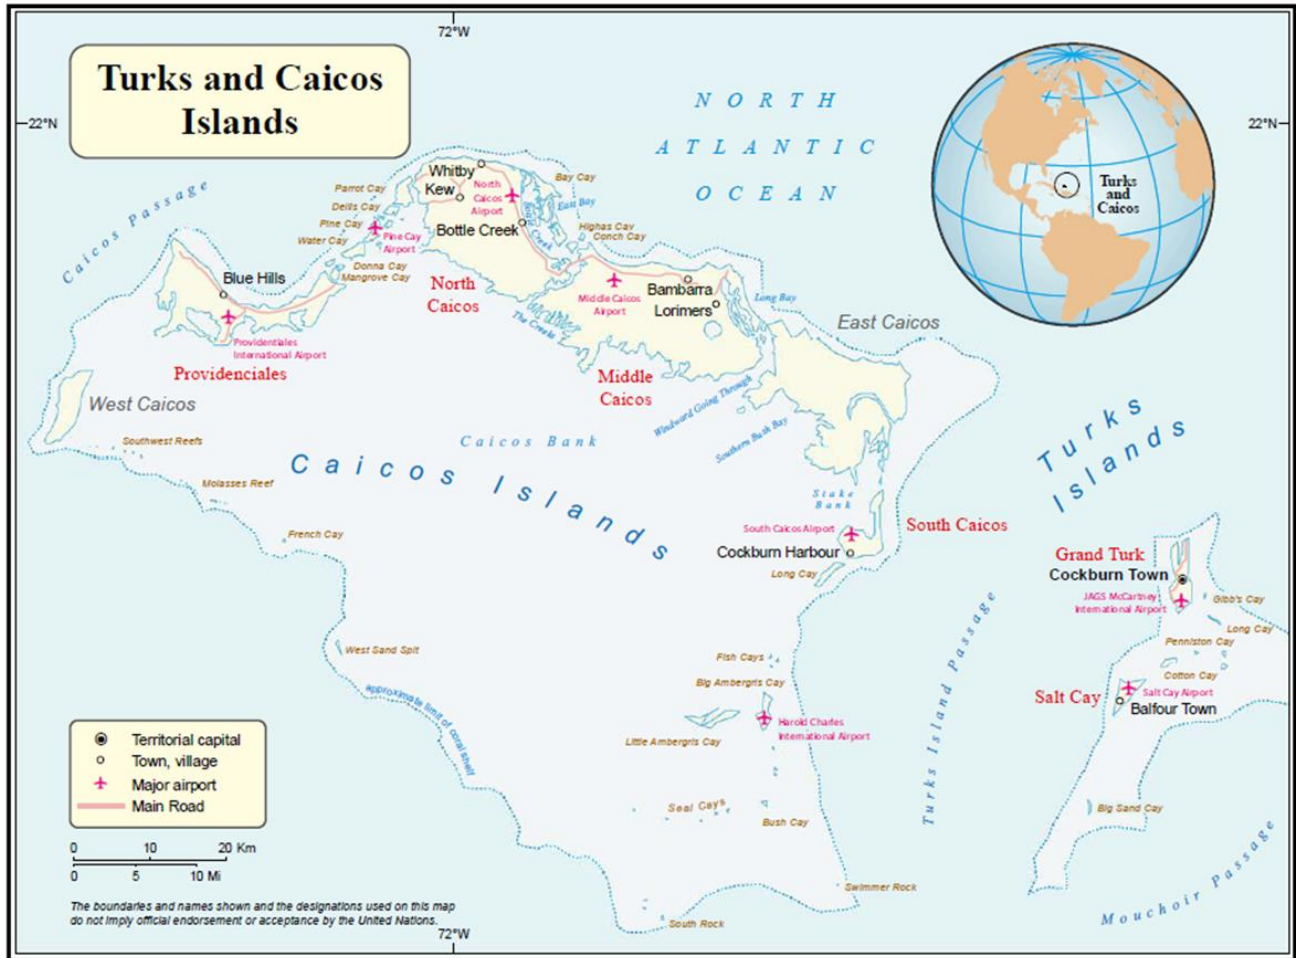 72°W
Turks and Caicos
Islands
22°N
22°N
NORTH
ATLANTIC
OCEAN
Turks
and
Caicos
Caicos Passage
Parrot Cay
Dellis Cay
Pine Cay
Water Cay
Pine Cay
Airport
Donna Cay
Mangrove Cay
Whitby
Kew
North
Caicos
Airport
Bottle Creek
Bay Cay
East Bay
Creek
Highas Cay
Conch Cay
North
Caicos
Blue Hills
Providentiales
International Airport
Providenciales
West Caicos
Middle Caicos
Airport
Bambarra
Lorimers
Long Bay
The Creeks
Middle
Caicos
East Caicos
Windward Going Through
Southern Bush Bay
Southwest Reefs
Molasses Reef
French Cay
Caicos Bank
Caicos Islands
Stake
Bank
South Caicos Airport
South Caicos
Cockburn Harbour
Long Cay
Turks
Islands
Grand Turk
Cockburn Town
JAGS McCartney
International Airport
Gibb's Cay
Long Cay
Penniston Cay
Cotton Cay
Salt Cay
Salt Cay Airport
Balfour Town
Big Sand Cay
Turks Island Passage
Mouchoir Passage
West Sand Spit
approximate limit of coral shelf
Fish Cays
Big Ambergris Cay
Harold Charles
International Airport
Little Ambergris Cay
Seal Cays
Bush Cay
Swimmer Rock
South Rock
Territorial capital
Town, village
Major airport
Main Road
0 10 20 Km
0 5 10 Mi
The boundaries and names shown and the designations used on this map
do not imply official endorsement or acceptance by the United Nations.
72°W